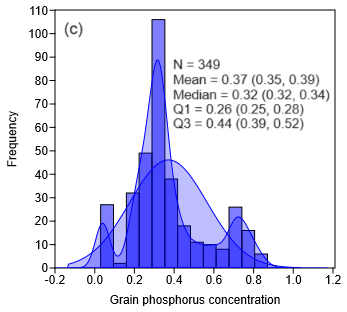 (c)
N = 349
Mean = 0.37 (0.35, 0.39)
Median = 0.32 (0.32, 0.34)
Q1 = 0.26 (0.25, 0.28)
Q3 = 0.44 (0.39, 0.52)
Frequency
110
100
90
80
70
60
50
40
30
20
10
0
-0.2 0.0 0.2 0.4 0.6 0.8 1.0 1.2
Grain phosphorus concentration